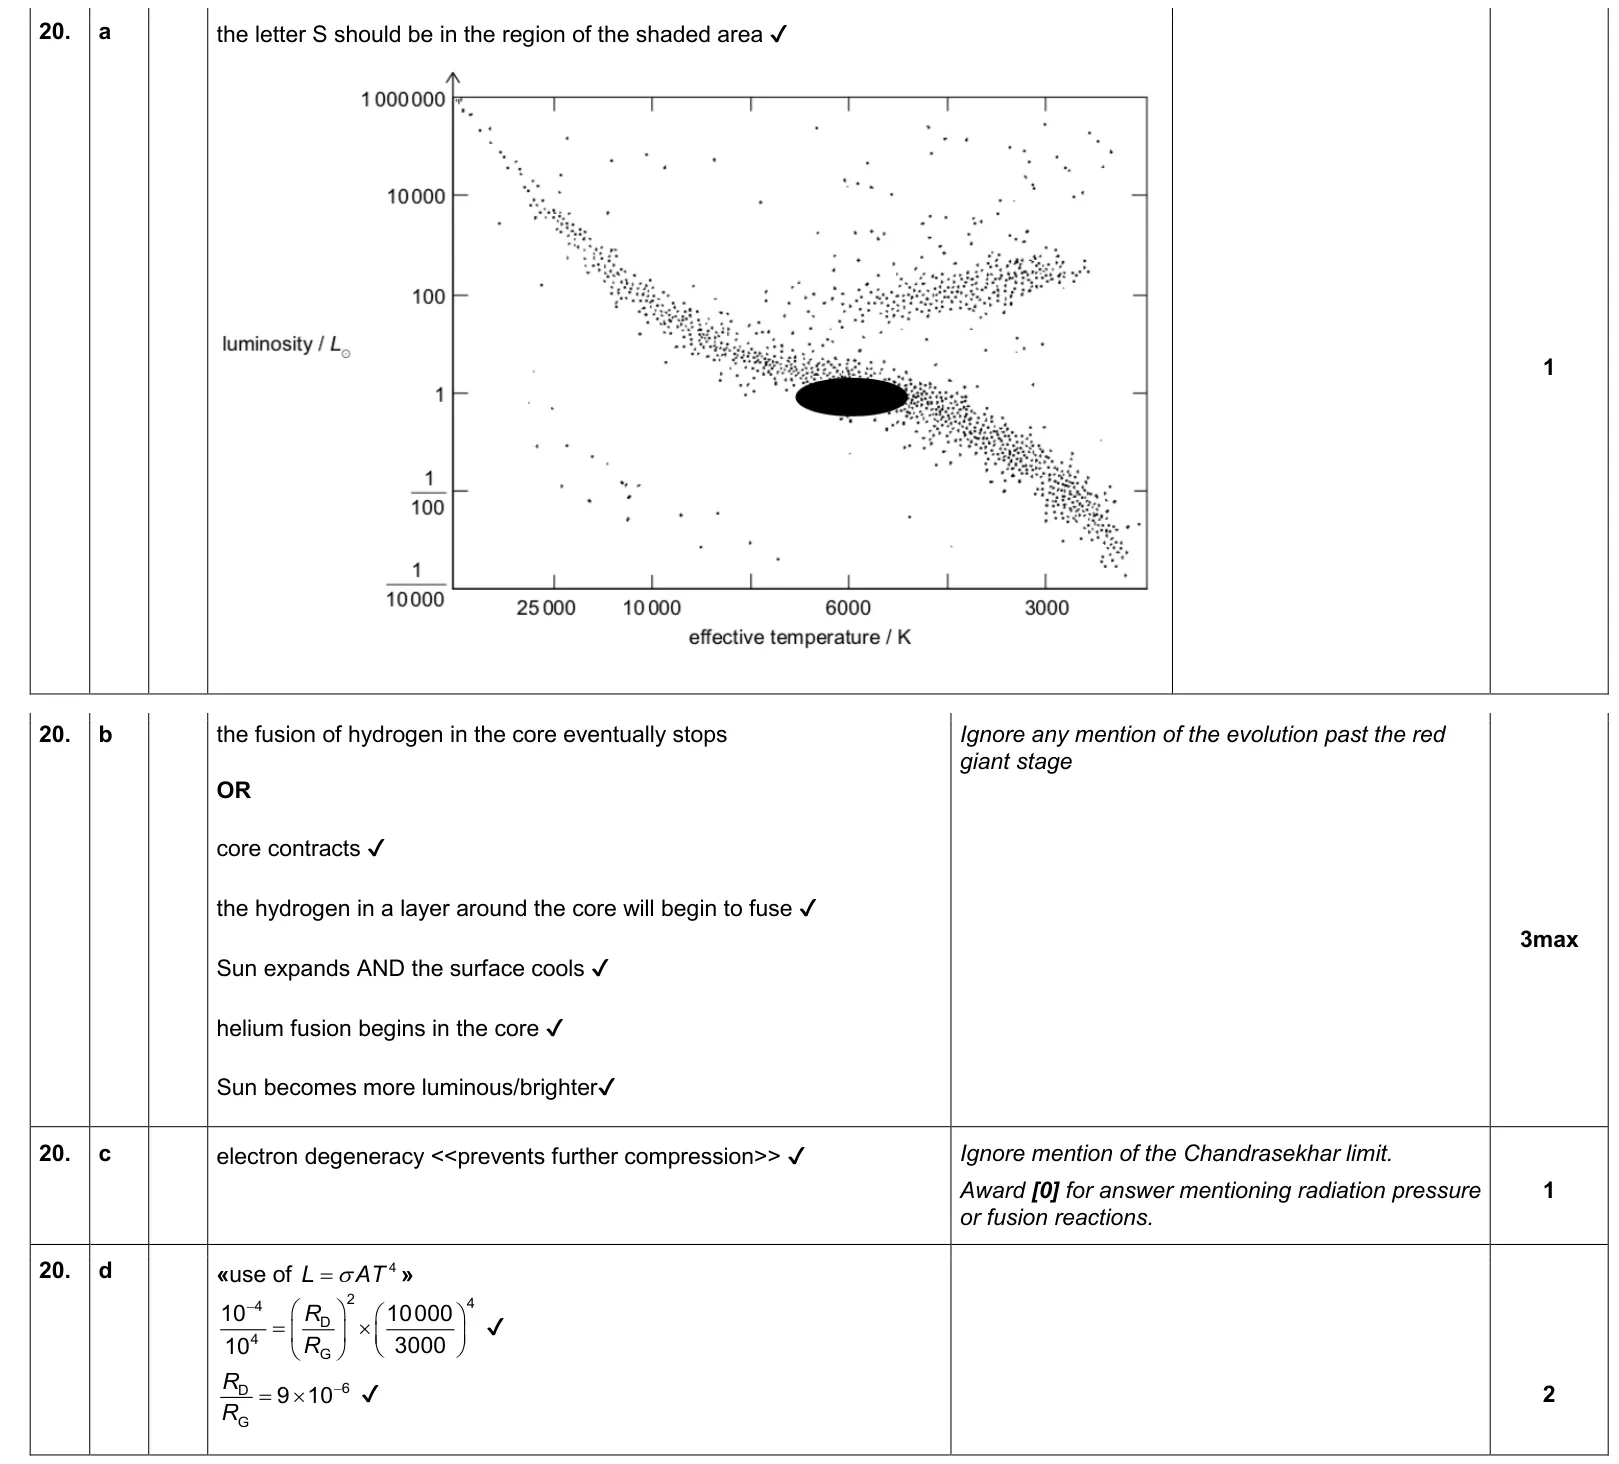 20. a the letter S should be in the region of the shaded area ✓
1 000 000
10 000
100
luminosity / L⊙
1
1
1/100
1/10 000
25 000 10 000 6000 3000
effective temperature / K
20. b the fusion of hydrogen in the core eventually stops Ignore any mention of the evolution past the red
giant stage
OR
core contracts ✓
the hydrogen in a layer around the core will begin to fuse ✓
3max
Sun expands AND the surface cools ✓
helium fusion begins in the core ✓
Sun becomes more luminous/brighter✓
20. c electron degeneracy <<prevents further compression>> ✓ Ignore mention of the Chandrasekhar limit.
Award [0] for answer mentioning radiation pressure 1
or fusion reactions.
20. d «use of L = σAT⁴»
10⁻⁴/10⁴ = (R_D/R_G)² × (10 000/3000)⁴ ✓
R_D/R_G = 9×10⁻⁶ ✓ 2